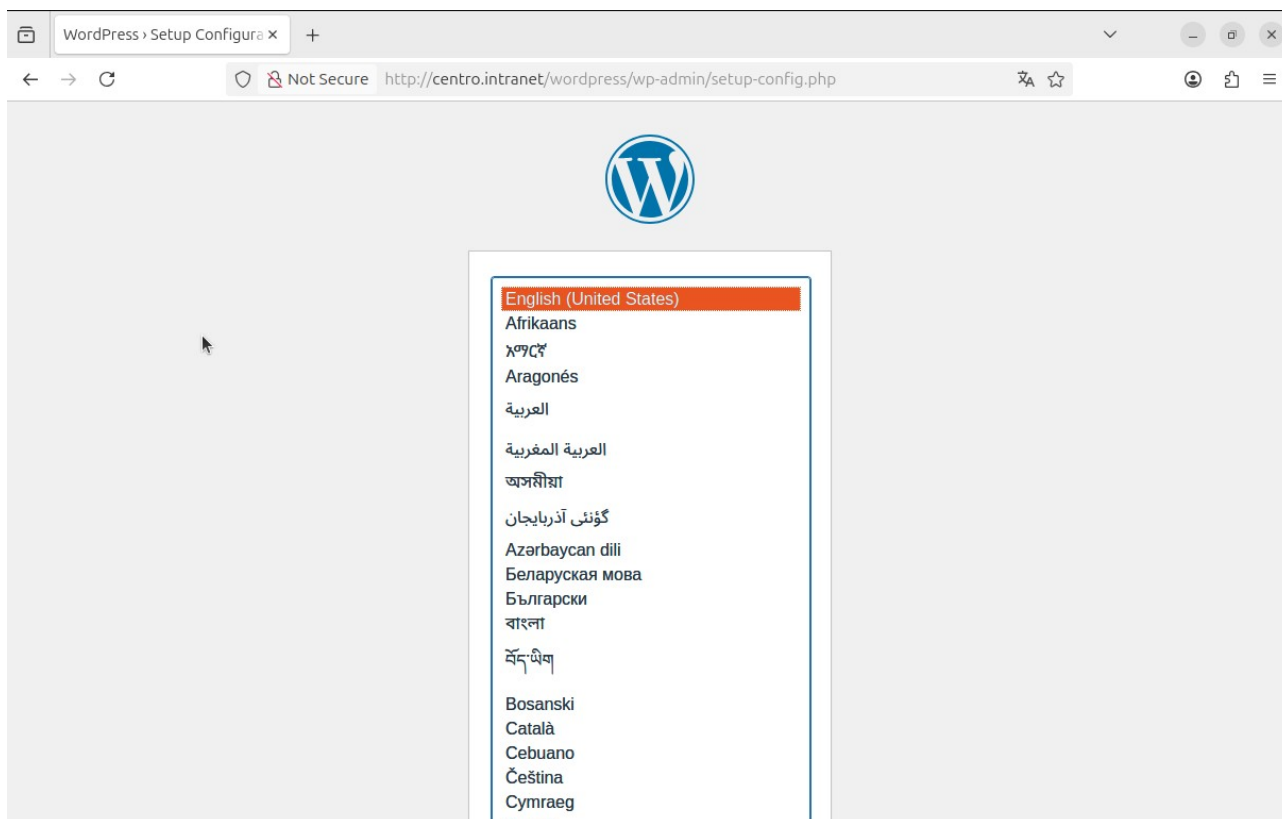 WordPress › Setup Configura
Not Secure http://centro.intranet/wordpress/wp-admin/setup-config.php
English (United States)
Afrikaans
አማርኛ
Aragonés
العربية
العربية المغربية
অসমীয়া
گؤنئی آذربایجان
Azərbaycan dili
Беларуская мова
Български
বাংলা
བོད་ཡིག
Bosanski
Català
Cebuano
Čeština
Cymraeg